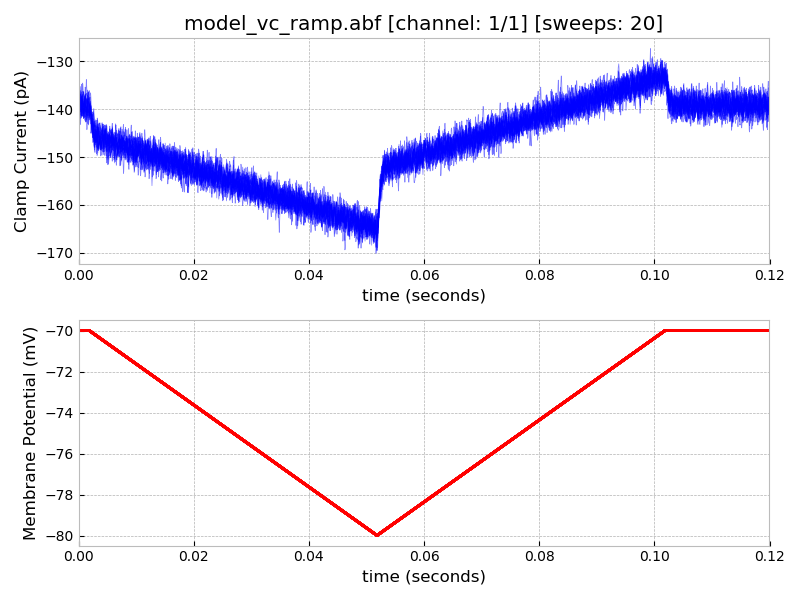 model_vc_ramp.abf [channel: 1/1] [sweeps: 20]
Clamp Current (pA)
−130
−140
−150
−160
−170
0.00 0.02 0.04 0.06 0.08 0.10 0.12
time (seconds)
Membrane Potential (mV)
−70
−72
−74
−76
−78
−80
0.00 0.02 0.04 0.06 0.08 0.10 0.12
time (seconds)